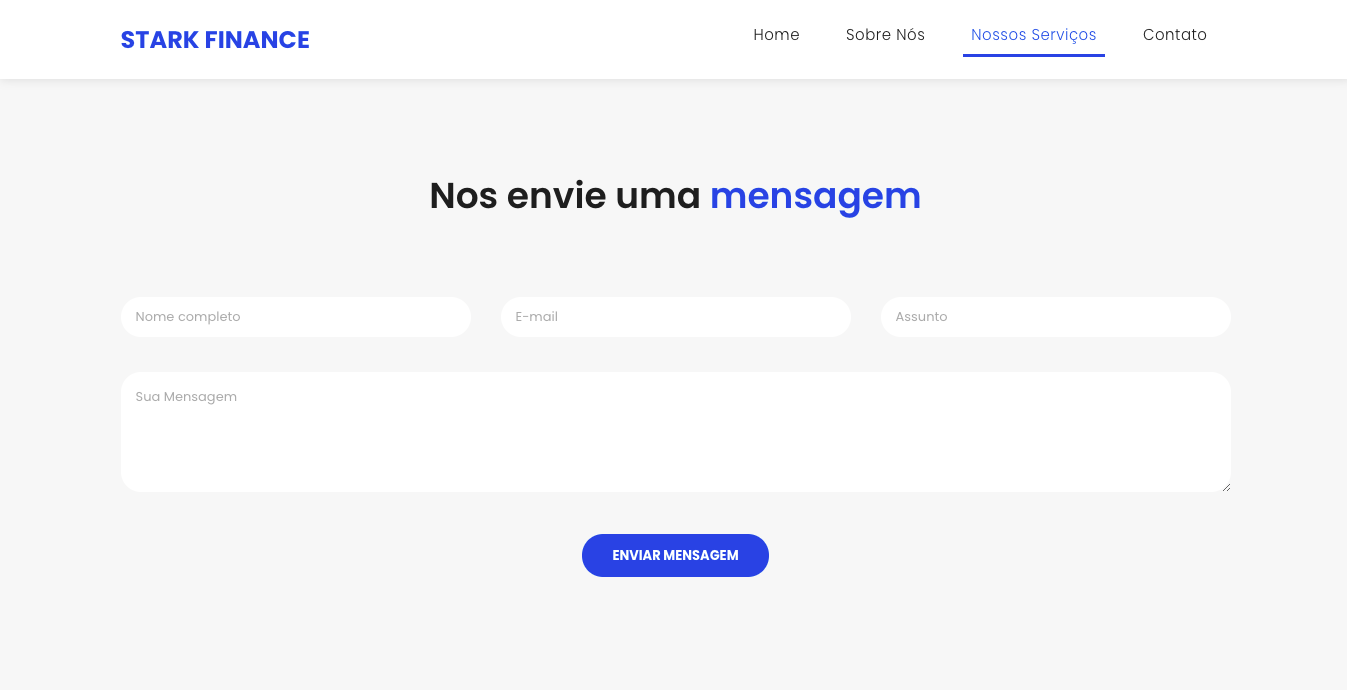 STARK FINANCE
Home Sobre Nós Nossos Serviços Contato
Nos envie uma mensagem
Nome completo E-mail Assunto
Sua Mensagem
ENVIAR MENSAGEM